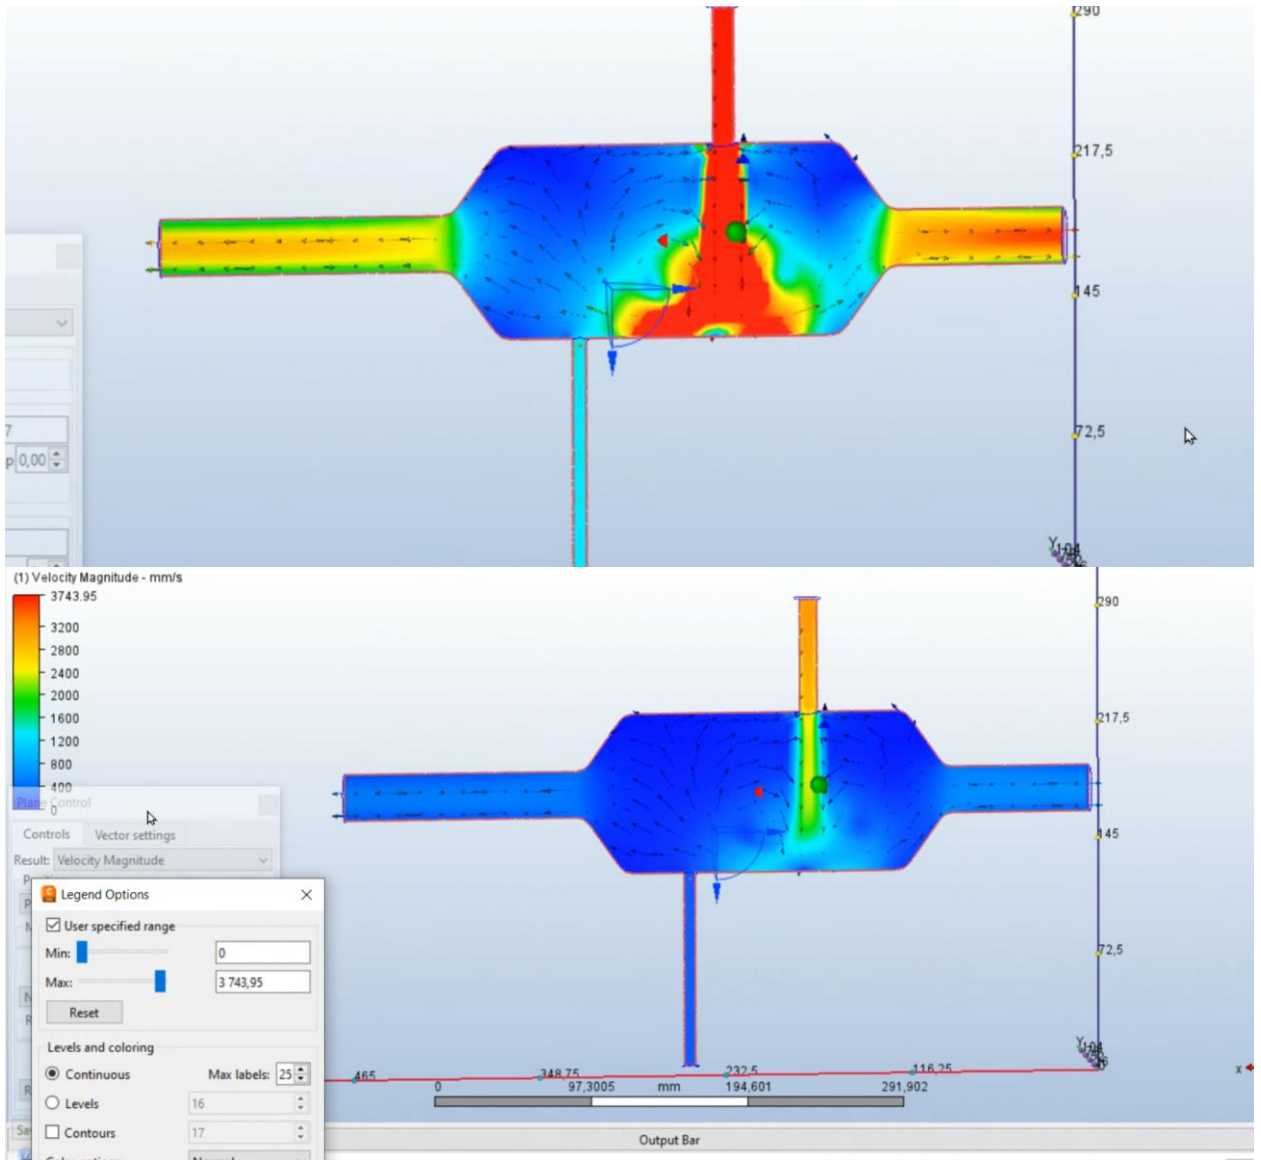 290
217,5
145
7
p 0,00
72,5
Y
(1) Velocity Magnitude - mm/s
3743.95
3200
2800
2400
2000
1600
1200
800
400
0
290
217,5
145
72,5
Y
Plane Control
Controls Vector settings
Result: Velocity Magnitude
Legend Options
User specified range
Min: 0
Max: 3 743,95
Reset
Levels and coloring
Continuous Max labels: 25
Levels 16
Contours 17
465 348,75 232,5 116,25 x
0 97,3005 mm 194,601 291,902
Output Bar